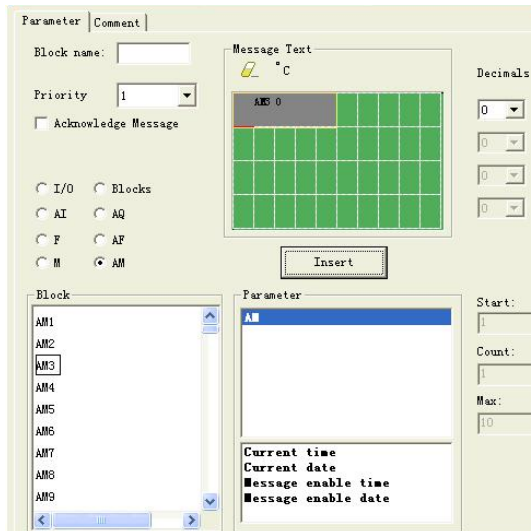 Parameter Comment
Block name:
Message Text
°C
Decimals
Priority 1
0
Acknowledge Message
AM3 0
0
0
0
I/O Blocks
AI AQ
F AF
M AM
Insert
Block
AM1
AM2
AM3
AM4
AM5
AM6
AM7
AM8
AM9
Parameter
AM
Current time
Current date
Message enable time
Message enable date
Start:
1
Count:
1
Max:
10